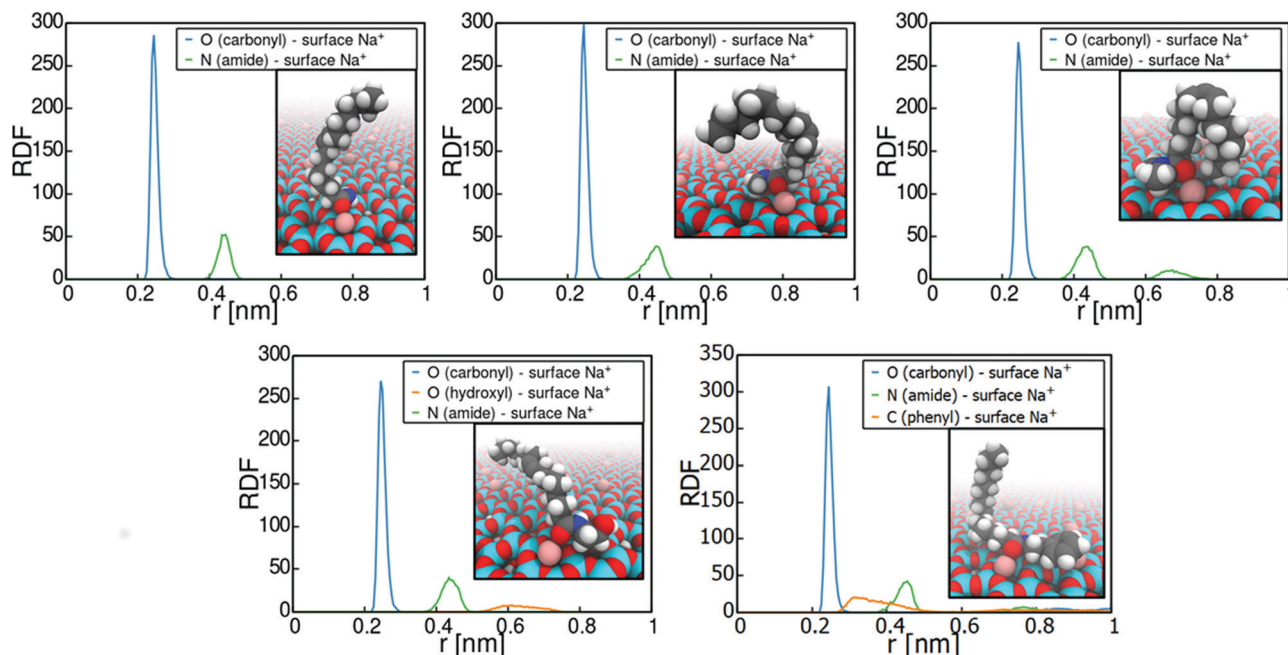 300
250
200
150
100
50
0
RDF
O (carbonyl) - surface Na⁺
N (amide) - surface Na⁺
0 0.2 0.4 0.6 0.8 1
r [nm]
300
250
200
150
100
50
0
RDF
O (carbonyl) - surface Na⁺
N (amide) - surface Na⁺
0 0.2 0.4 0.6 0.8 1
r [nm]
300
250
200
150
100
50
0
RDF
O (carbonyl) - surface Na⁺
N (amide) - surface Na⁺
0 0.2 0.4 0.6 0.8 1
r [nm]
300
250
200
150
100
50
0
RDF
O (carbonyl) - surface Na⁺
O (hydroxyl) - surface Na⁺
N (amide) - surface Na⁺
0 0.2 0.4 0.6 0.8 1
r [nm]
350
300
250
200
150
100
50
0
RDF
O (carbonyl) - surface Na⁺
N (amide) - surface Na⁺
C (phenyl) - surface Na⁺
0 0.2 0.4 0.6 0.8 1
r [nm]